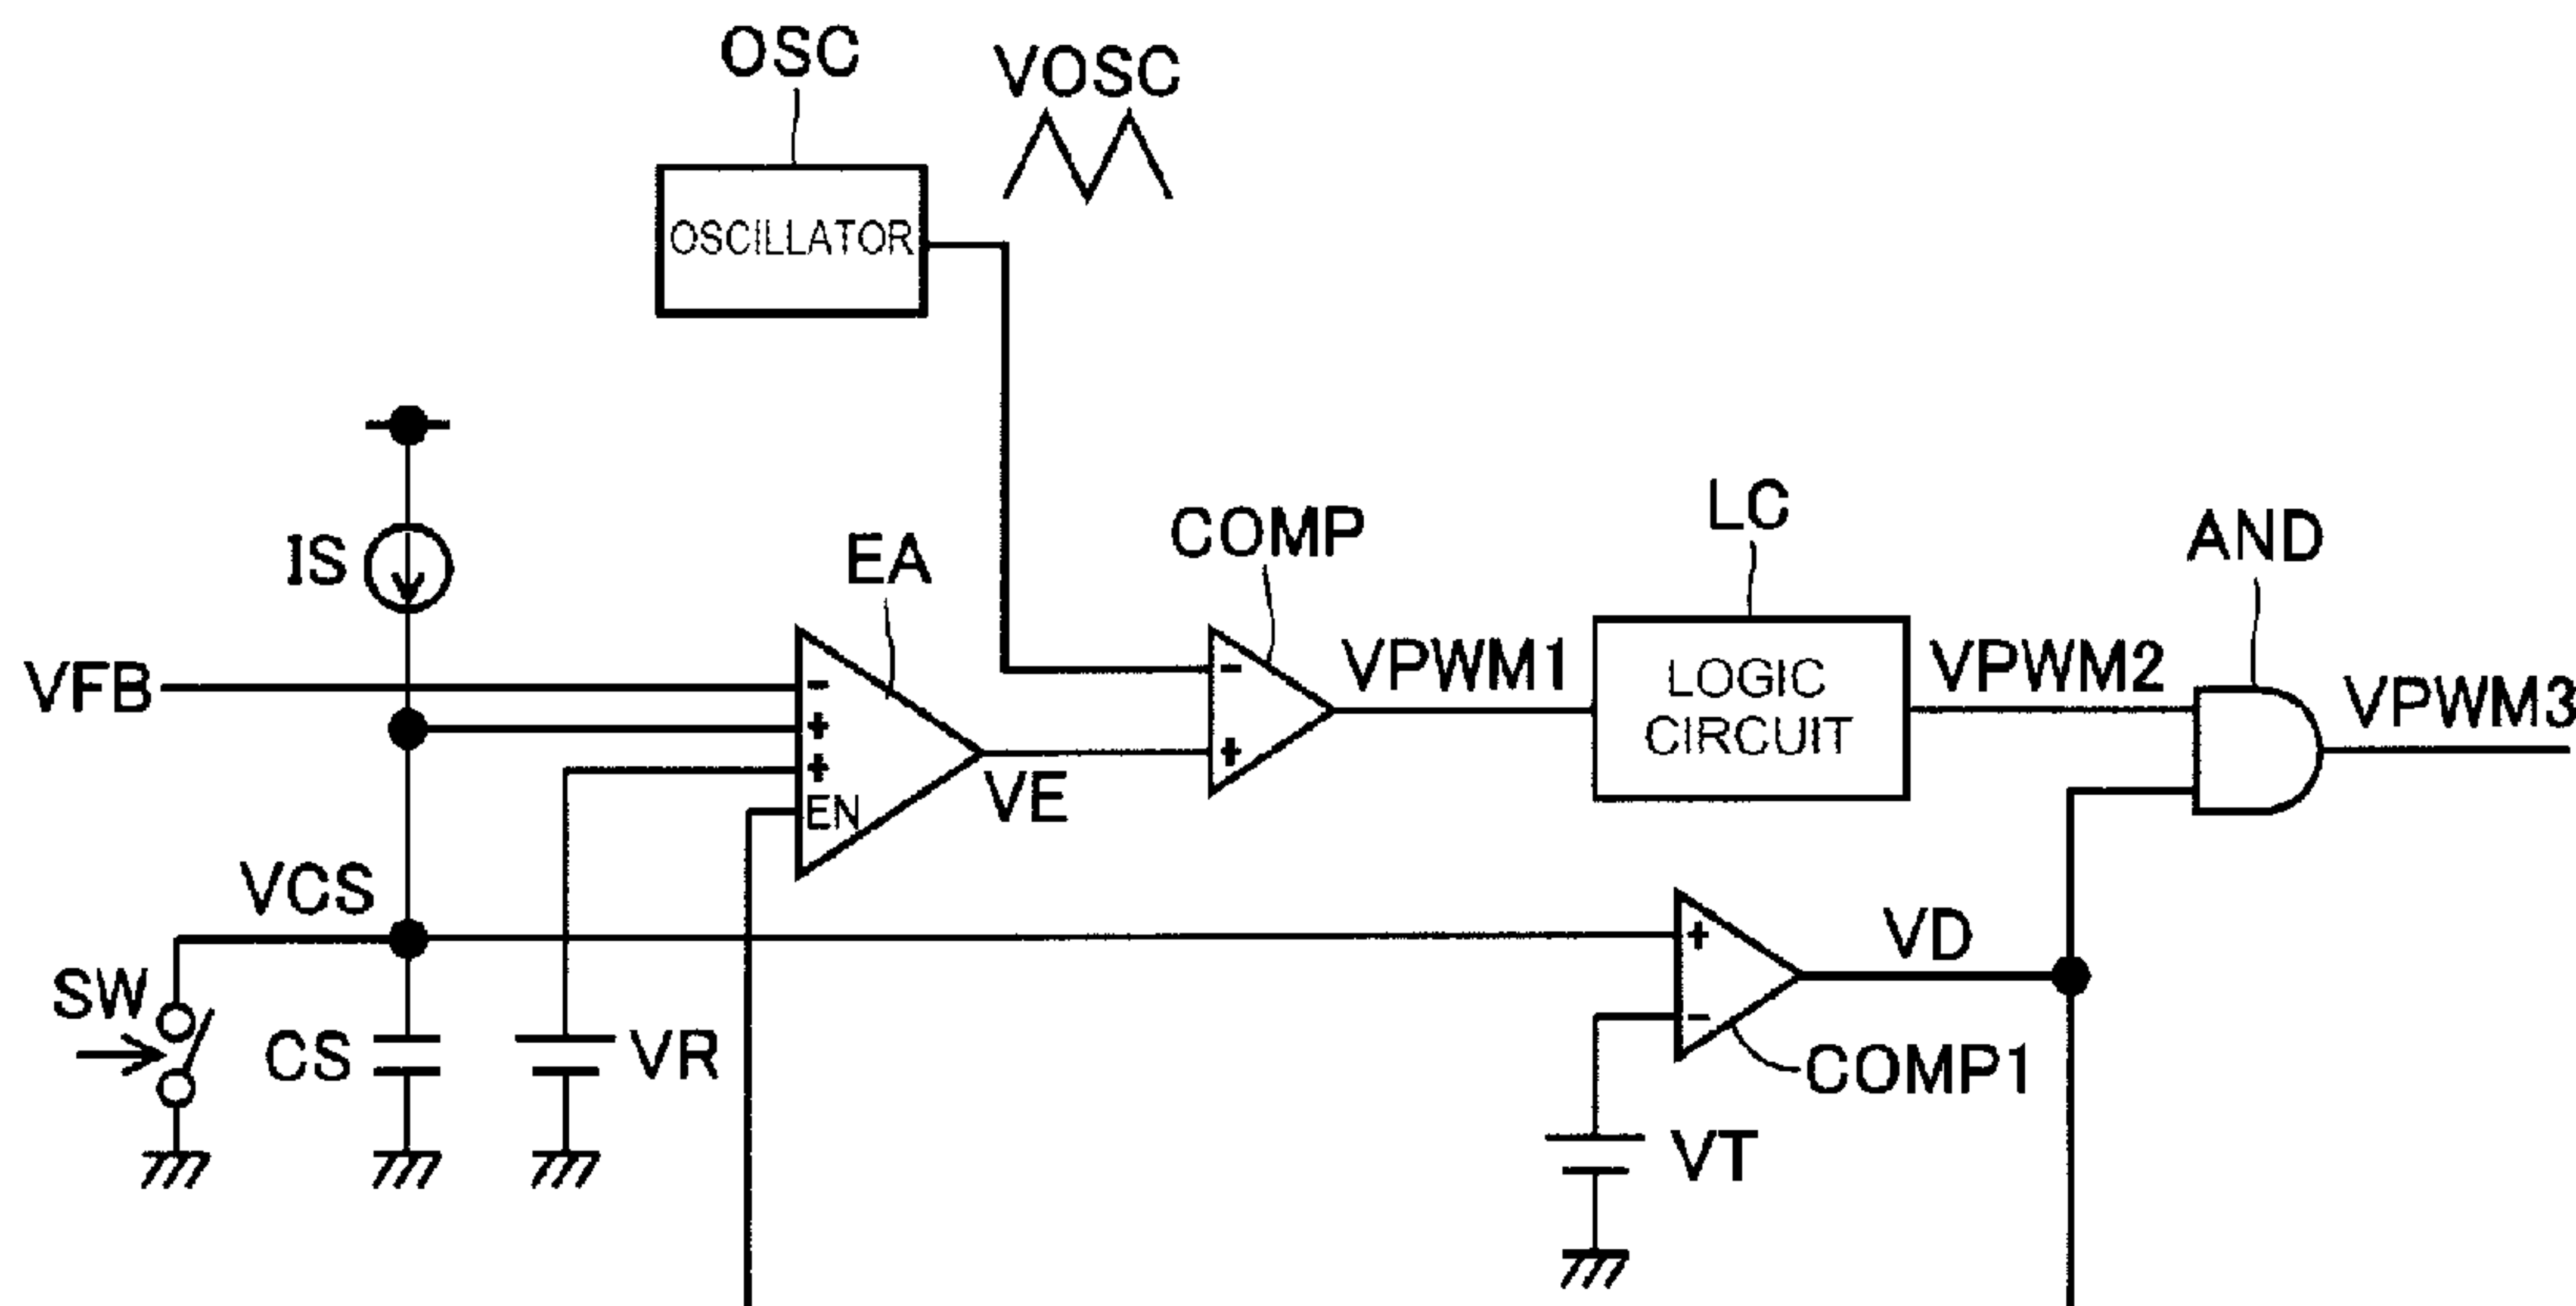 OSC
VOSC
OSCILLATOR
IS
EA
COMP
LC
AND
VFB
-
+
+
EN
VE
-
+
VPWM1
LOGIC
CIRCUIT
VPWM2
VPWM3
VCS
SW
CS
VR
+
-
VD
COMP1
VT